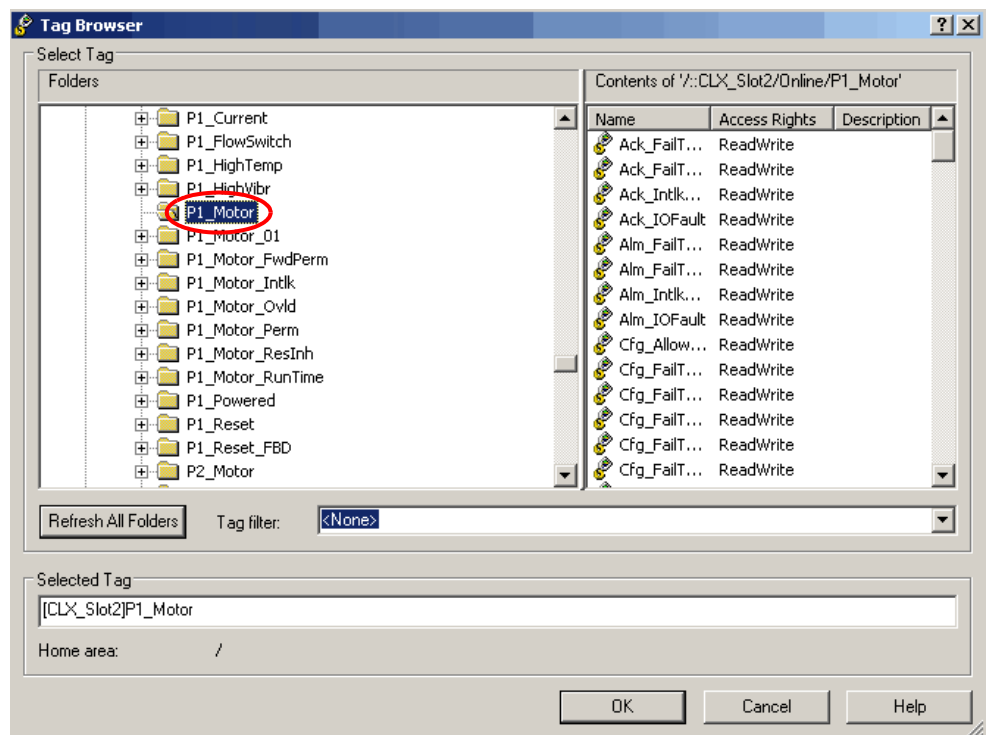 Tag Browser
Select Tag
Folders
P1_Current
P1_FlowSwitch
P1_HighTemp
P1_HighVibr
P1_Motor
P1_Motor_01
P1_Motor_FwdPerm
P1_Motor_Intlk
P1_Motor_Ovld
P1_Motor_Perm
P1_Motor_ResInh
P1_Motor_RunTime
P1_Powered
P1_Reset
P1_Reset_FBD
P2_Motor
Contents of '/::CLX_Slot2/Online/P1_Motor'
Name Access Rights Description
Ack_FailT... ReadWrite
Ack_FailT... ReadWrite
Ack_Intlk... ReadWrite
Ack_IOFault ReadWrite
Alm_FailT... ReadWrite
Alm_FailT... ReadWrite
Alm_Intlk... ReadWrite
Alm_IOFault ReadWrite
Cfg_Allow... ReadWrite
Cfg_FailT... ReadWrite
Cfg_FailT... ReadWrite
Cfg_FailT... ReadWrite
Cfg_FailT... ReadWrite
Cfg_FailT... ReadWrite
Refresh All Folders Tag filter: <None>
Selected Tag
[CLX_Slot2]P1_Motor
Home area: /
OK Cancel Help